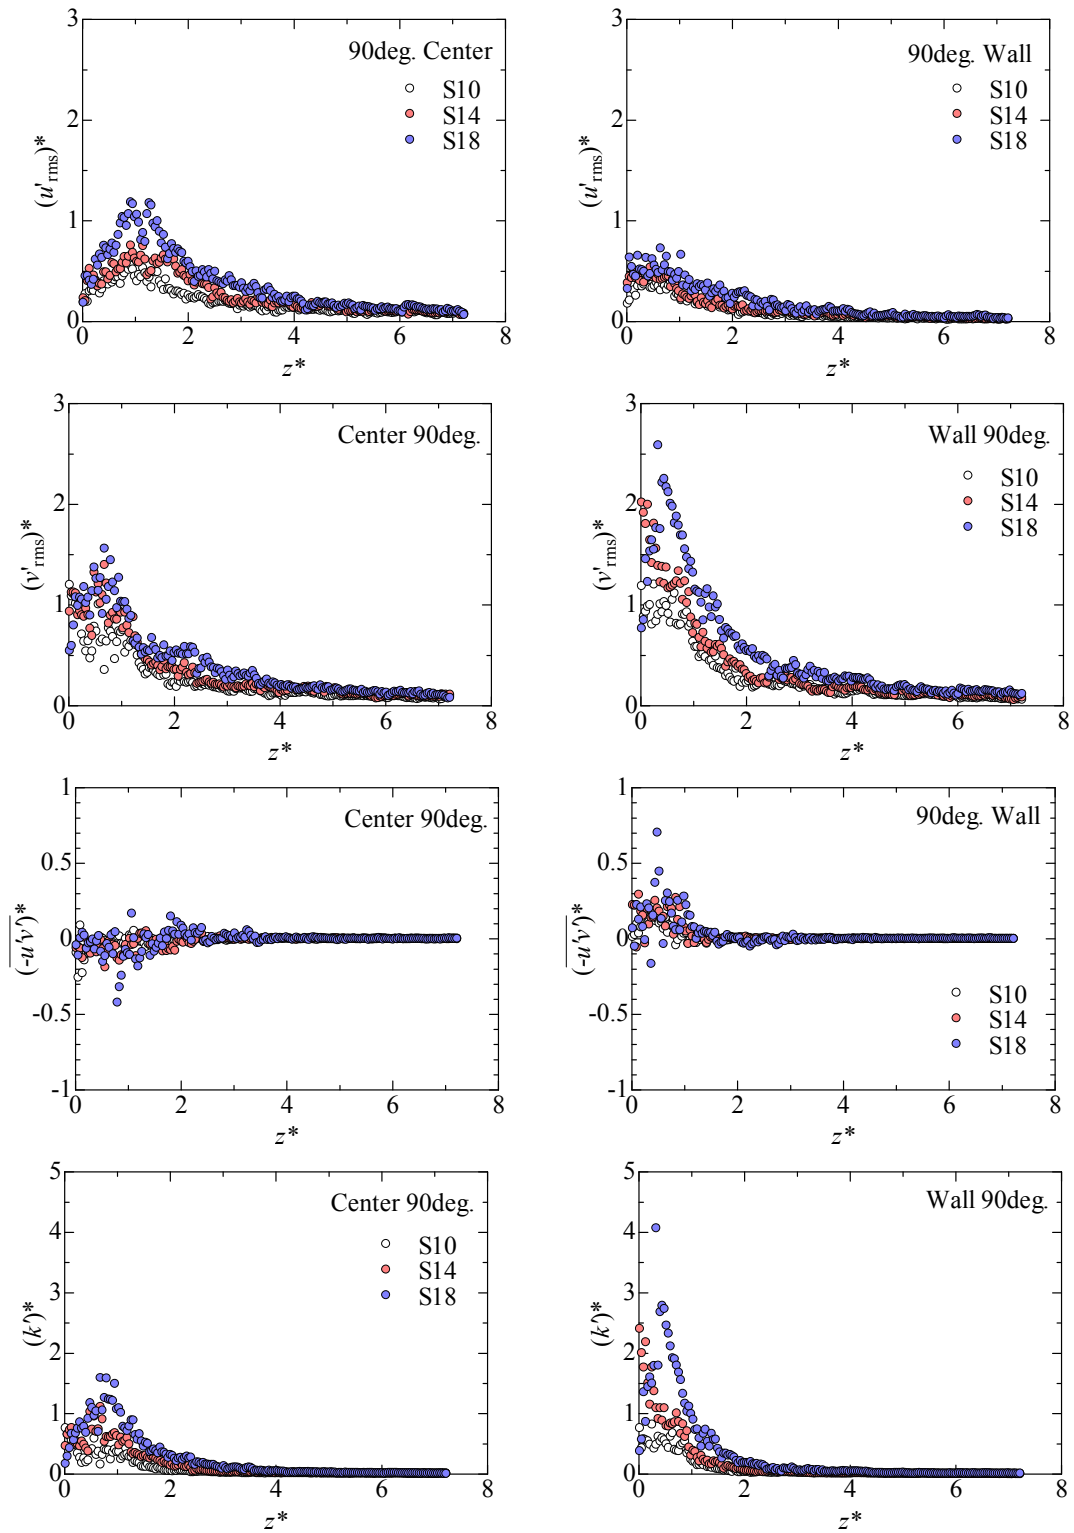 3
90deg. Center
S10
S14
S18
2
(u'rms)*
1
0
0 2 4 6 8
z*
3
90deg. Wall
S10
S14
S18
2
(u'rms)*
1
0
0 2 4 6 8
z*
3
Center 90deg.
2
(v'rms)*
1
0
0 2 4 6 8
z*
3
Wall 90deg.
S10
S14
S18
2
(v'rms)*
1
0
0 2 4 6 8
z*
1
Center 90deg.
0.5
(-u'v')*
0
-0.5
-1
0 2 4 6 8
z*
1
90deg. Wall
0.5
(-u'v')*
0
-0.5
S10
S14
S18
-1
0 2 4 6 8
z*
5
Center 90deg.
S10
S14
S18
4
3
(k')*
2
1
0
0 2 4 6 8
z*
5
Wall 90deg.
4
3
(k')*
2
1
0
0 2 4 6 8
z*